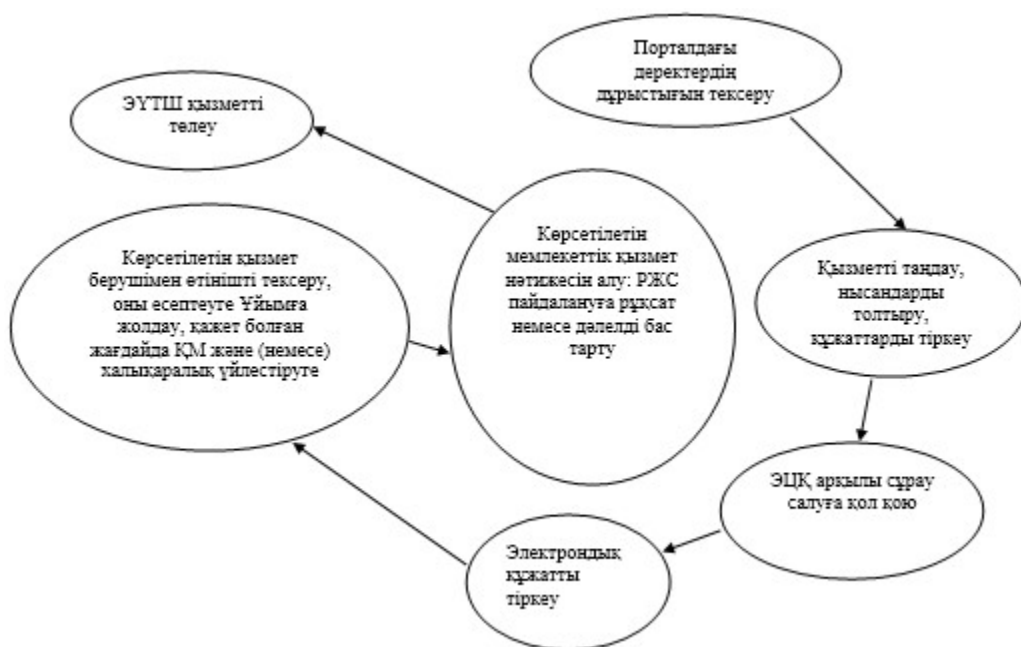 Порталдағы
деректердің
дұрыстығын тексеру
ЭҮТШ қызметті
төлеу
Көрсетілетін қызмет
берушімен өтінішті тексеру,
оны есептеуге Ұйымға
жолдау, қажет болған
жағдайда ҚМ және (немесе)
халықаралық үйлестіруге
Көрсетілетін
мемлекеттік қызмет
нәтижесін алу: РЖС
пайдалануға рұқсат
немесе дәлелді бас
тарту
Қызметті таңдау,
нысандарды
толтыру,
құжаттарды тіркеу
ЭЦҚ арқылы сұрау
салуға қол қою
Электрондық
құжатты
тіркеу